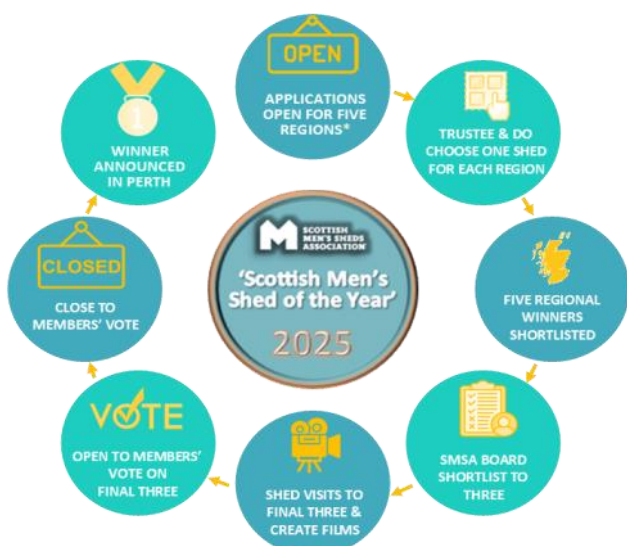 OPEN
APPLICATIONS
OPEN FOR FIVE
REGIONS*
TRUSTEE & DO
CHOOSE ONE SHED
FOR EACH REGION
FIVE REGIONAL
WINNERS
SHORTLISTED
SMSA BOARD
SHORTLIST TO
THREE
SHED VISITS TO
FINAL THREE &
CREATE FILMS
VOTE
OPEN TO MEMBERS'
VOTE ON
FINAL THREE
CLOSED
CLOSE TO
MEMBERS' VOTE
1
WINNER
ANNOUNCED
IN PERTH
M
SCOTTISH
MEN'S SHEDS
ASSOCIATION
'Scottish Men's
Shed of the Year'
2025